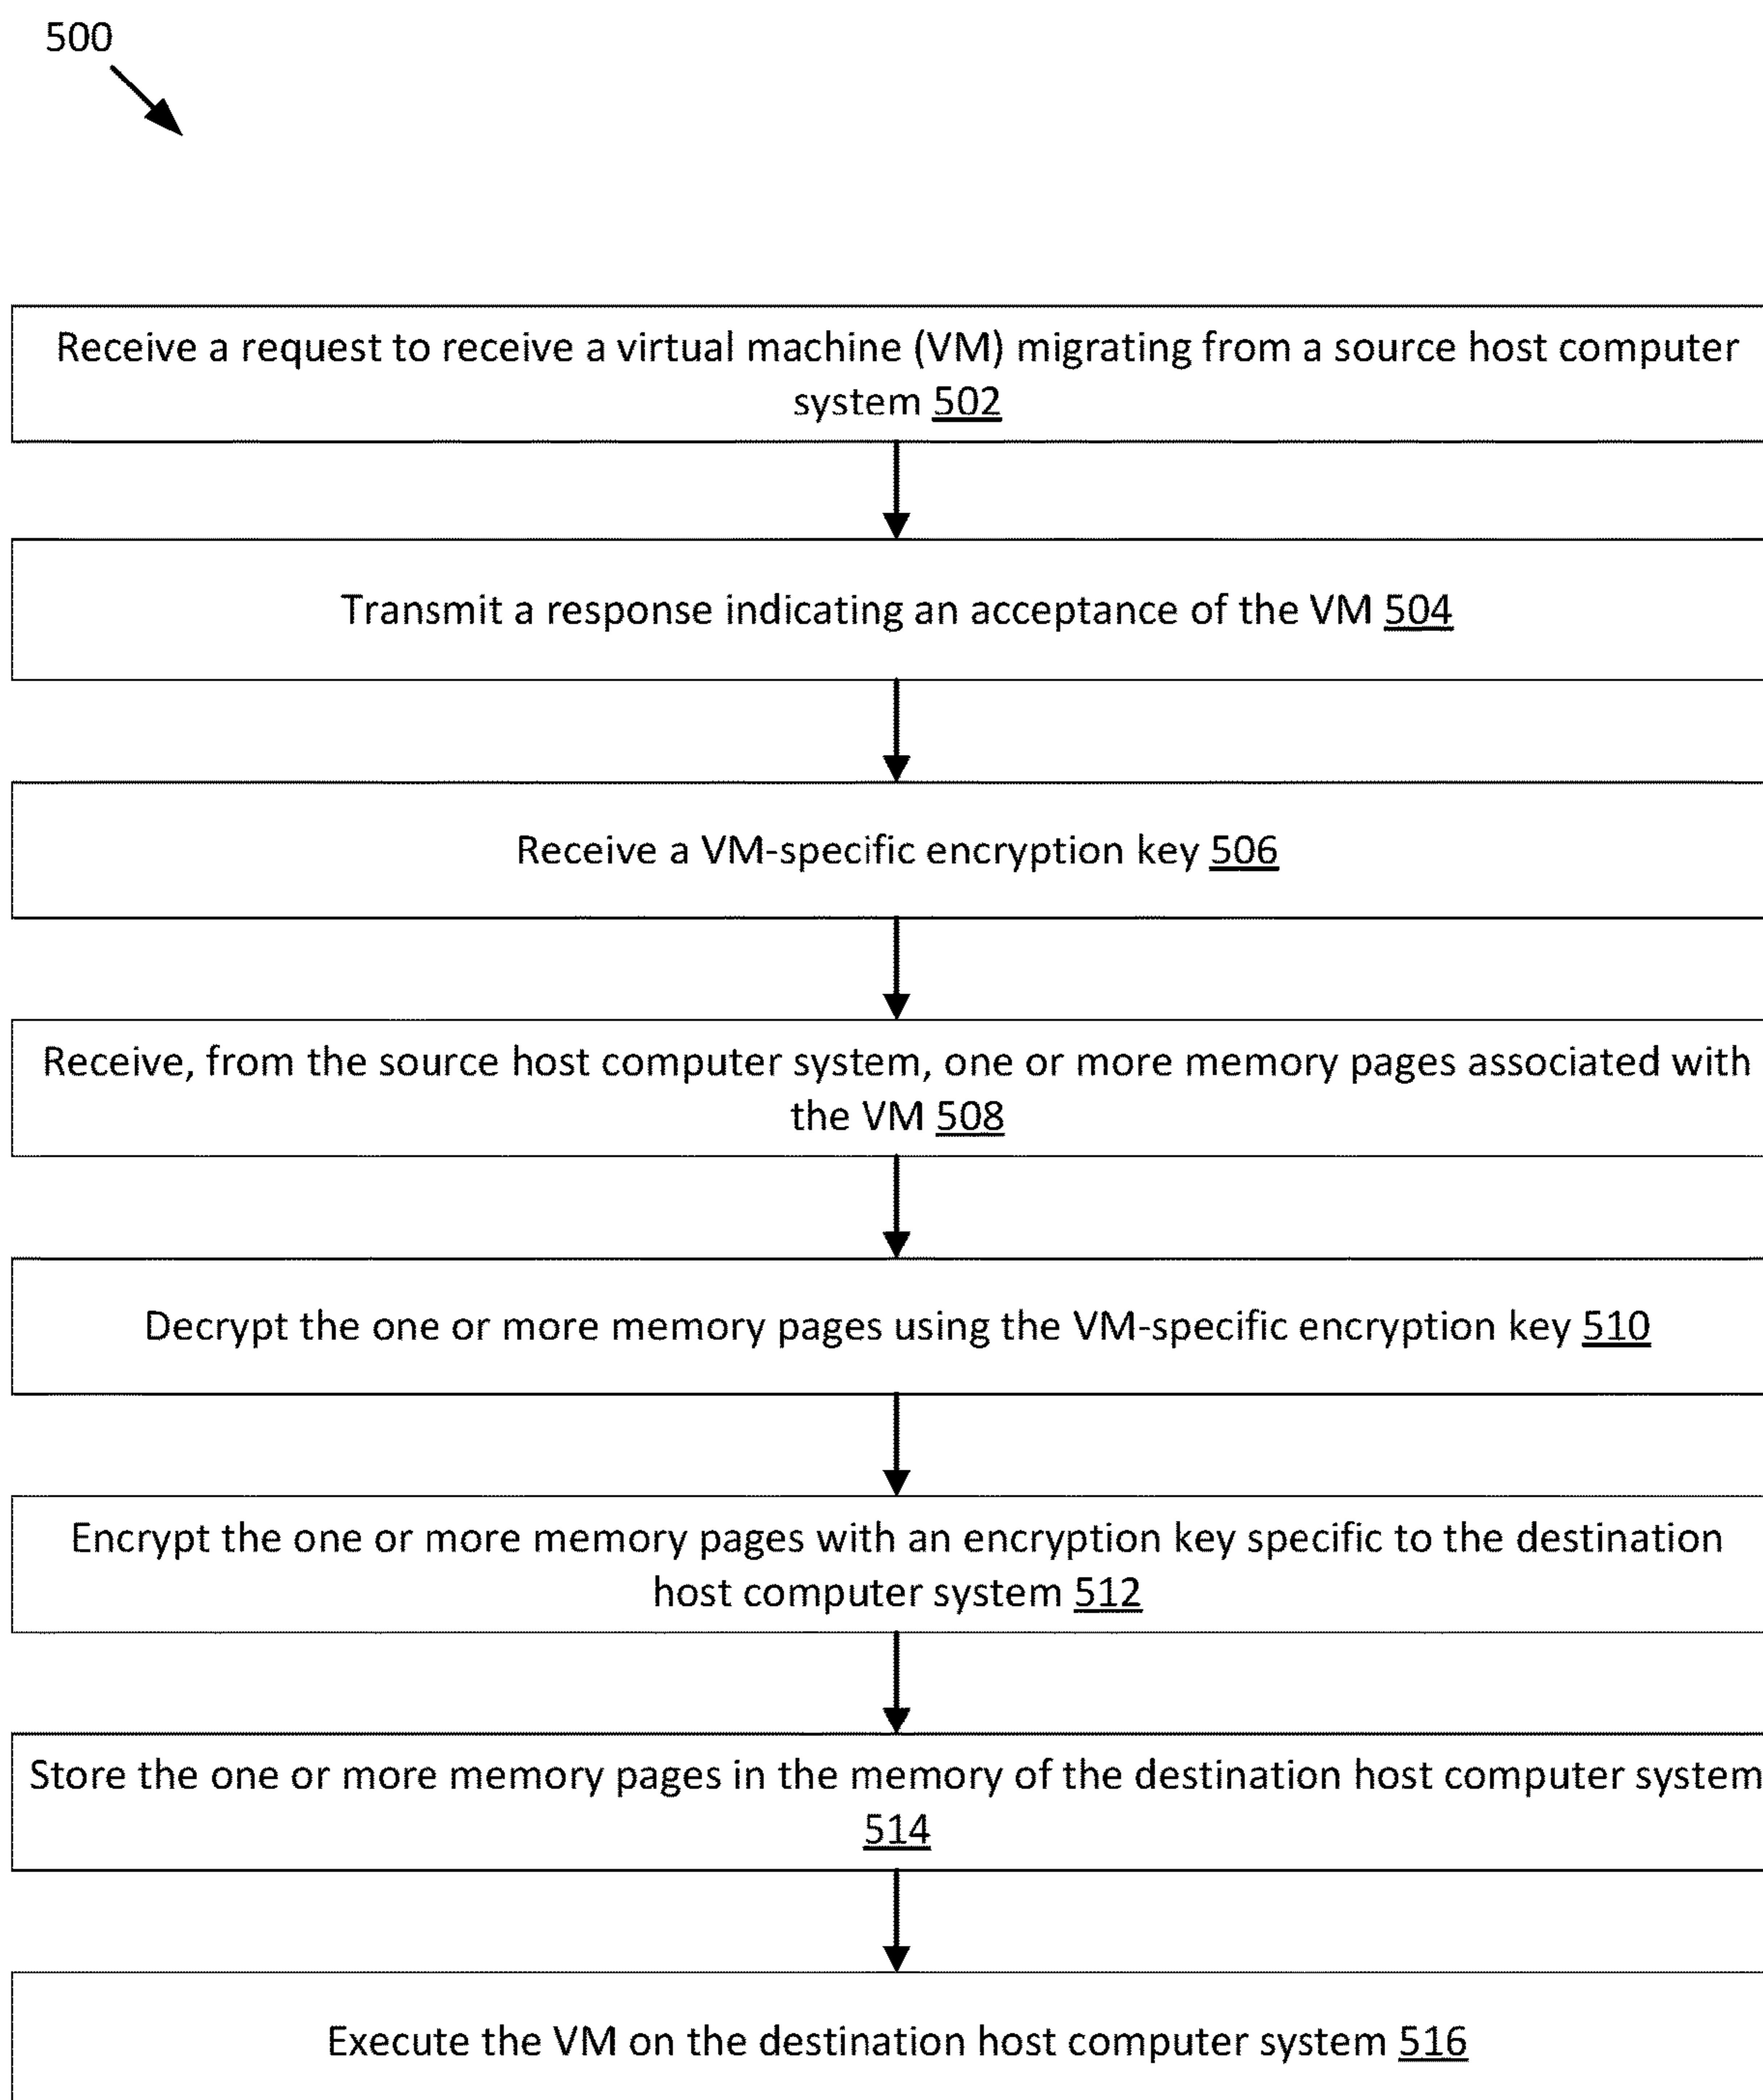 500
Receive a request to receive a virtual machine (VM) migrating from a source host computer
system 502
Transmit a response indicating an acceptance of the VM 504
Receive a VM-specific encryption key 506
Receive, from the source host computer system, one or more memory pages associated with
the VM 508
Decrypt the one or more memory pages using the VM-specific encryption key 510
Encrypt the one or more memory pages with an encryption key specific to the destination
host computer system 512
Store the one or more memory pages in the memory of the destination host computer system
514
Execute the VM on the destination host computer system 516